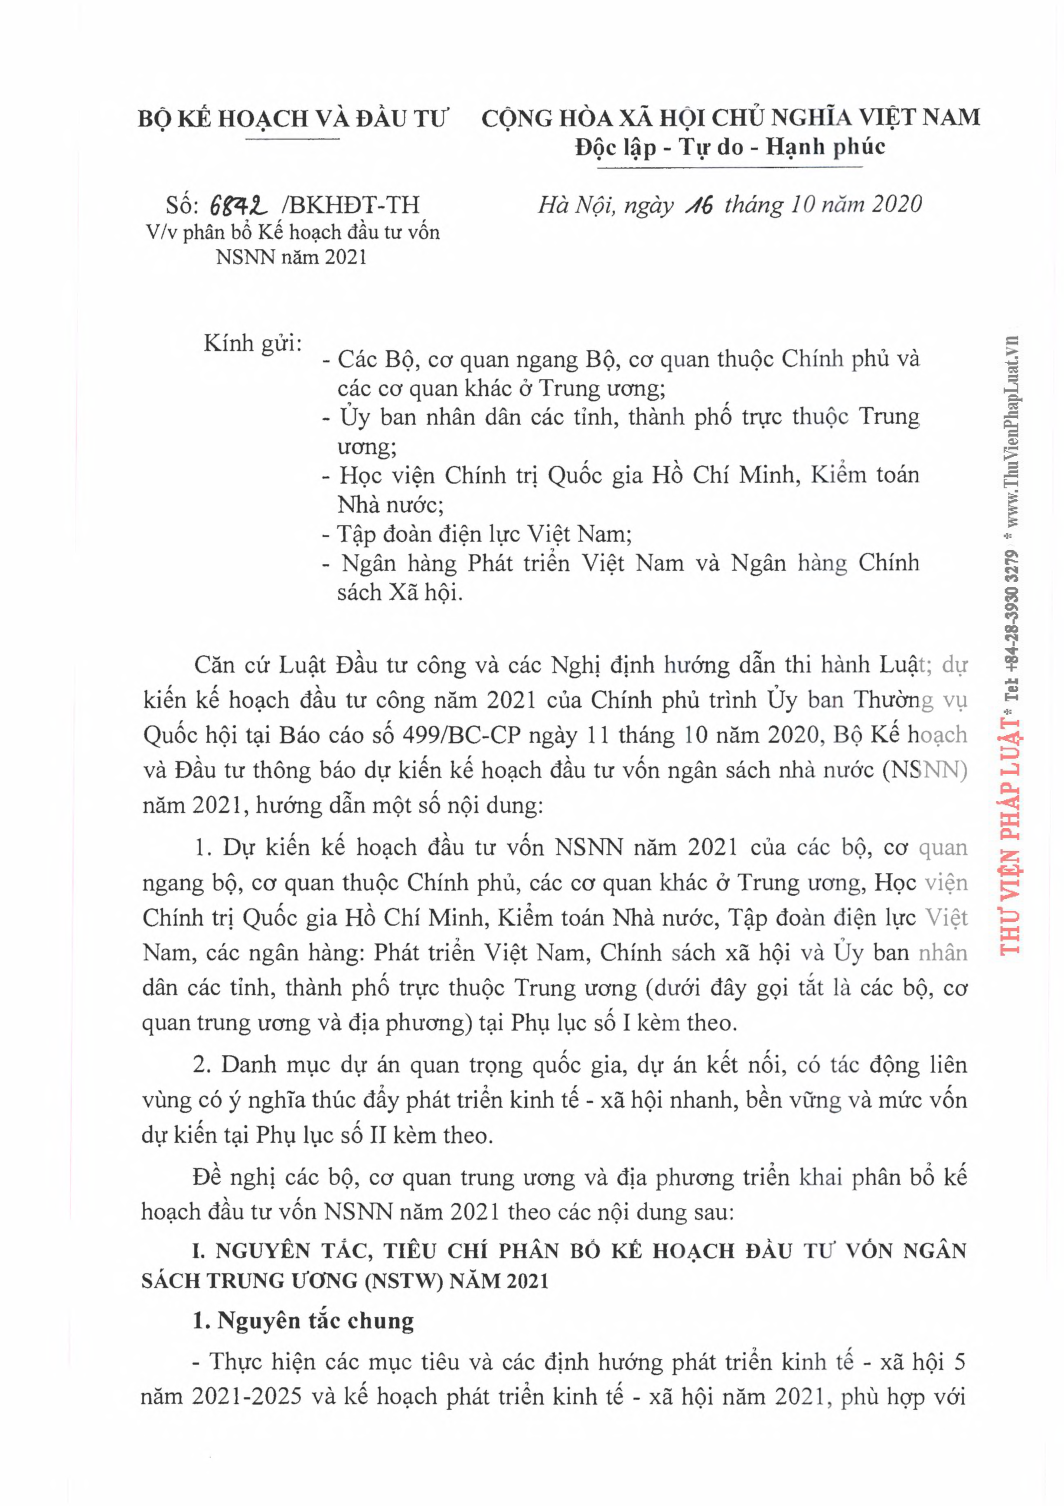 BỘ KẾ HOẠCH VÀ ĐẦU TƯ
CỘNG HÒA XÃ HỘI CHỦ NGHĨA VIỆT NAM
Độc lập - Tự do - Hạnh phúc
Số: 6842 /BKHĐT-TH
V/v phân bổ Kế hoạch đầu tư vốn
NSNN năm 2021
Hà Nội, ngày 16 tháng 10 năm 2020
Kính gửi:
- Các Bộ, cơ quan ngang Bộ, cơ quan thuộc Chính phủ và
các cơ quan khác ở Trung ương;
- Ủy ban nhân dân các tỉnh, thành phố trực thuộc Trung
ương;
- Học viện Chính trị Quốc gia Hồ Chí Minh, Kiểm toán
Nhà nước;
- Tập đoàn điện lực Việt Nam;
- Ngân hàng Phát triển Việt Nam và Ngân hàng Chính
sách Xã hội.
Căn cứ Luật Đầu tư công và các Nghị định hướng dẫn thi hành Luật; dự
kiến kế hoạch đầu tư công năm 2021 của Chính phủ trình Ủy ban Thường vụ
Quốc hội tại Báo cáo số 499/BC-CP ngày 11 tháng 10 năm 2020, Bộ Kế hoạch
và Đầu tư thông báo dự kiến kế hoạch đầu tư vốn ngân sách nhà nước (NSNN)
năm 2021, hướng dẫn một số nội dung:
1. Dự kiến kế hoạch đầu tư vốn NSNN năm 2021 của các bộ, cơ quan
ngang bộ, cơ quan thuộc Chính phủ, các cơ quan khác ở Trung ương, Học viện
Chính trị Quốc gia Hồ Chí Minh, Kiểm toán Nhà nước, Tập đoàn điện lực Việt
Nam, các ngân hàng: Phát triển Việt Nam, Chính sách xã hội và Ủy ban nhân
dân các tỉnh, thành phố trực thuộc Trung ương (dưới đây gọi tắt là các bộ, cơ
quan trung ương và địa phương) tại Phụ lục số I kèm theo.
2. Danh mục dự án quan trọng quốc gia, dự án kết nối, có tác động liên
vùng có ý nghĩa thúc đẩy phát triển kinh tế - xã hội nhanh, bền vững và mức vốn
dự kiến tại Phụ lục số II kèm theo.
Đề nghị các bộ, cơ quan trung ương và địa phương triển khai phân bổ kế
hoạch đầu tư vốn NSNN năm 2021 theo các nội dung sau:
I. NGUYÊN TẮC, TIÊU CHÍ PHÂN BỔ KẾ HOẠCH ĐẦU TƯ VỐN NGÂN
SÁCH TRUNG ƯƠNG (NSTW) NĂM 2021
1. Nguyên tắc chung
- Thực hiện các mục tiêu và các định hướng phát triển kinh tế - xã hội 5
năm 2021-2025 và kế hoạch phát triển kinh tế - xã hội năm 2021, phù hợp với
THƯ VIỆN PHÁP LUẬT * Tel: +84-28-3930 3279 * www.ThuVienPhapLuat.vn